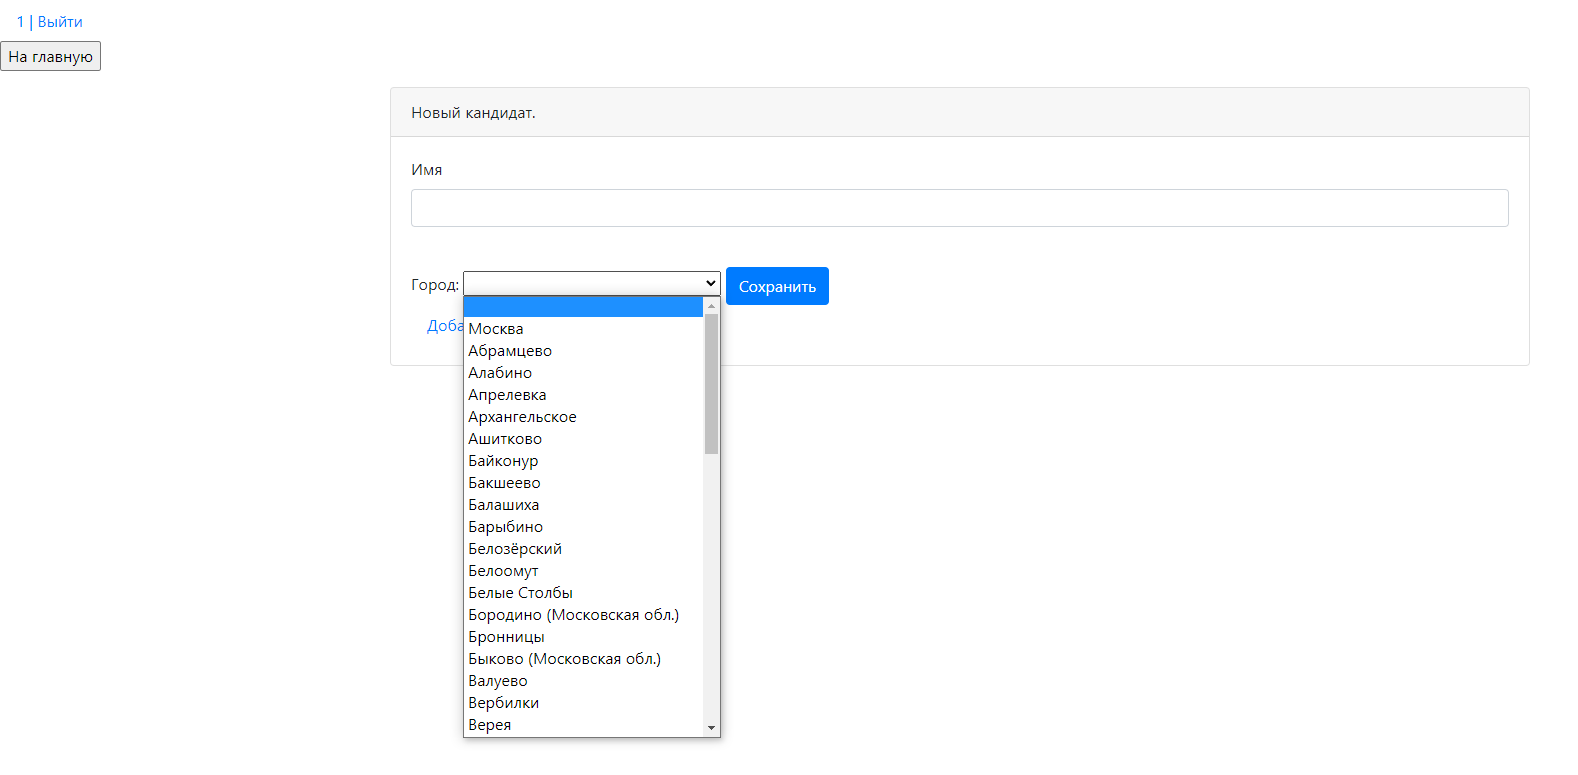 1 | Выйти
На главную
Новый кандидат.
Имя
Город:
Сохранить
Москва
Абрамцево
Алабино
Апрелевка
Архангельское
Ашитково
Байконур
Бакшеево
Балашиха
Барыбино
Белозёрский
Белоомут
Белые Столбы
Бородино (Московская обл.)
Бронницы
Быково (Московская обл.)
Валуево
Вербилки
Верея